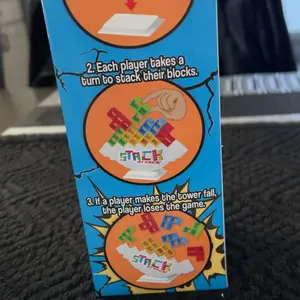 2. Each player takes a
turn to stack their blocks.
STACK
ATTACK
3. If a player makes the tower fall,
the player loses the game.
STACK